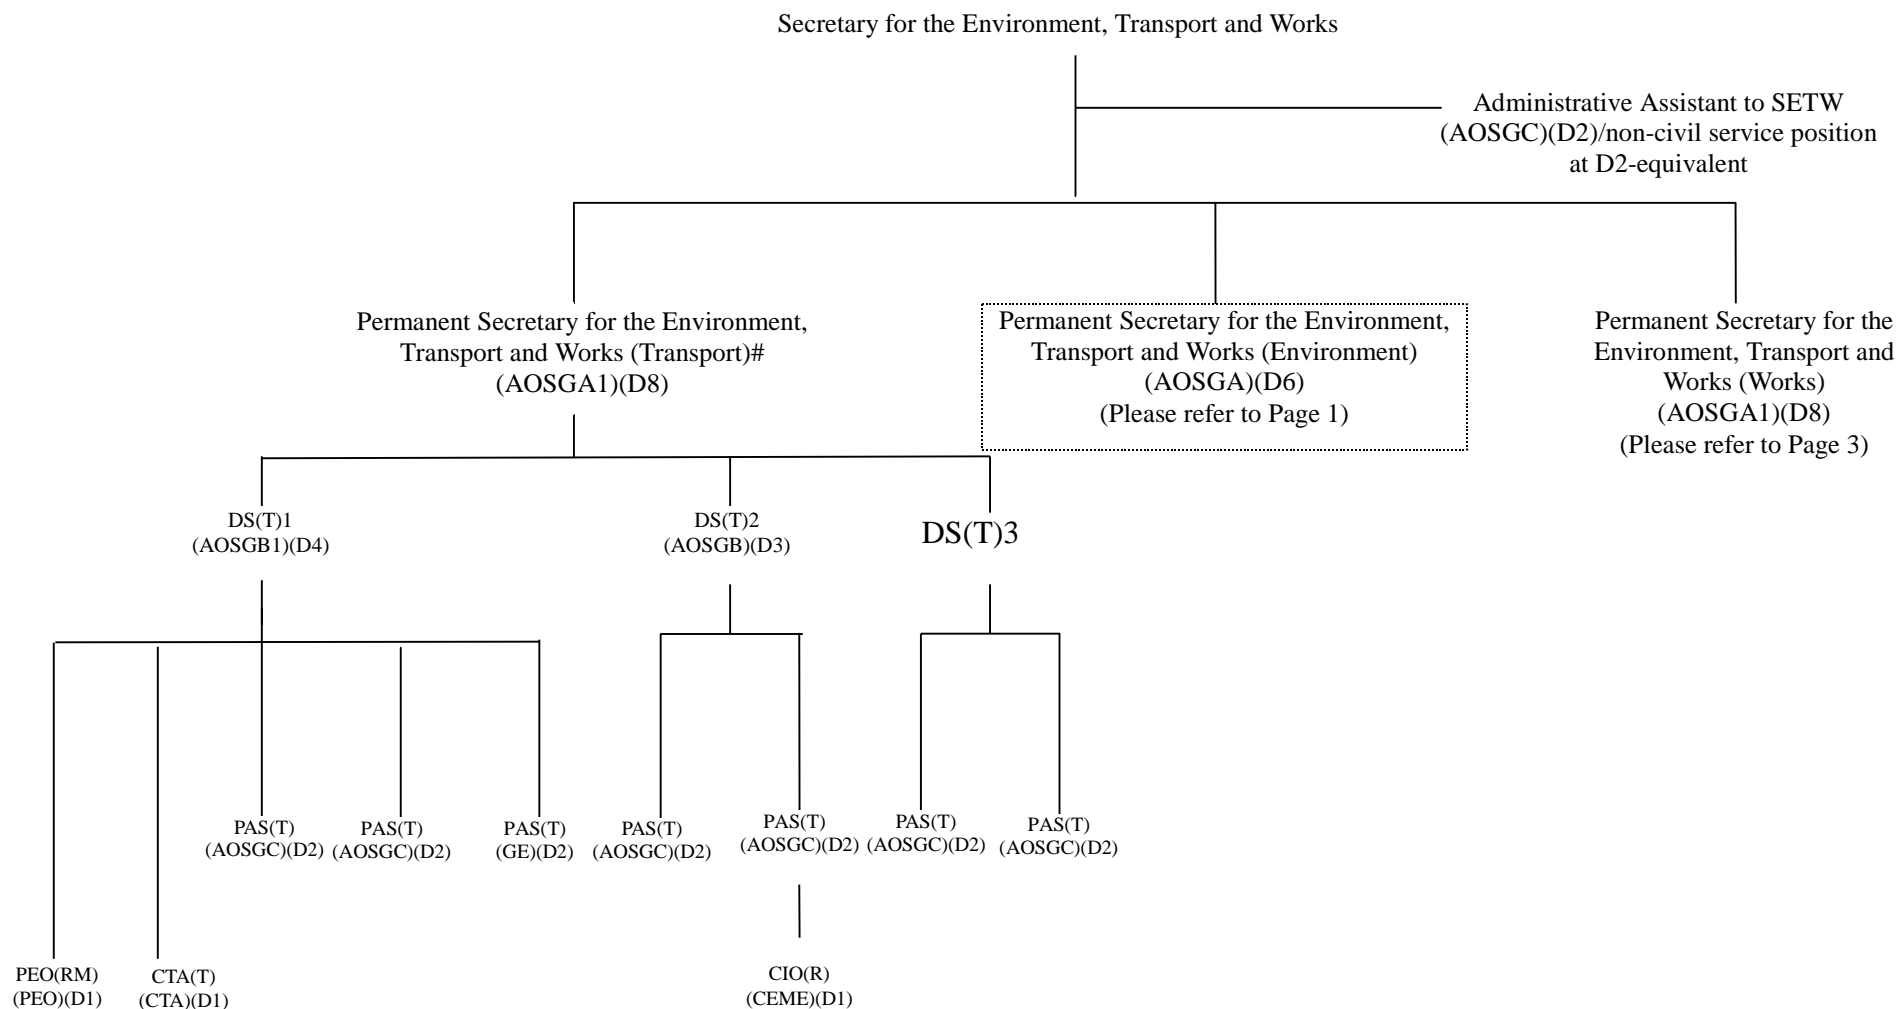 Secretary for the Environment, Transport and Works
Administrative Assistant to SETW
(AOSGC)(D2)/non-civil service position
at D2-equivalent
Permanent Secretary for the Environment,
Transport and Works (Transport)#
(AOSGA1)(D8)
Permanent Secretary for the Environment,
Transport and Works (Environment)
(AOSGA)(D6)
(Please refer to Page 1)
Permanent Secretary for the
Environment, Transport and
Works (Works)
(AOSGA1)(D8)
(Please refer to Page 3)
DS(T)1
(AOSGB1)(D4)
DS(T)2
(AOSGB)(D3)
DS(T)3
PAS(T)
(AOSGC)(D2)
PAS(T)
(AOSGC)(D2)
PAS(T)
(GE)(D2)
PAS(T)
(AOSGC)(D2)
PAS(T)
(AOSGC)(D2)
PAS(T)
(AOSGC)(D2)
PAS(T)
(AOSGC)(D2)
PEO(RM)
(PEO)(D1)
CTA(T)
(CTA)(D1)
CIO(R)
(CEME)(D1)